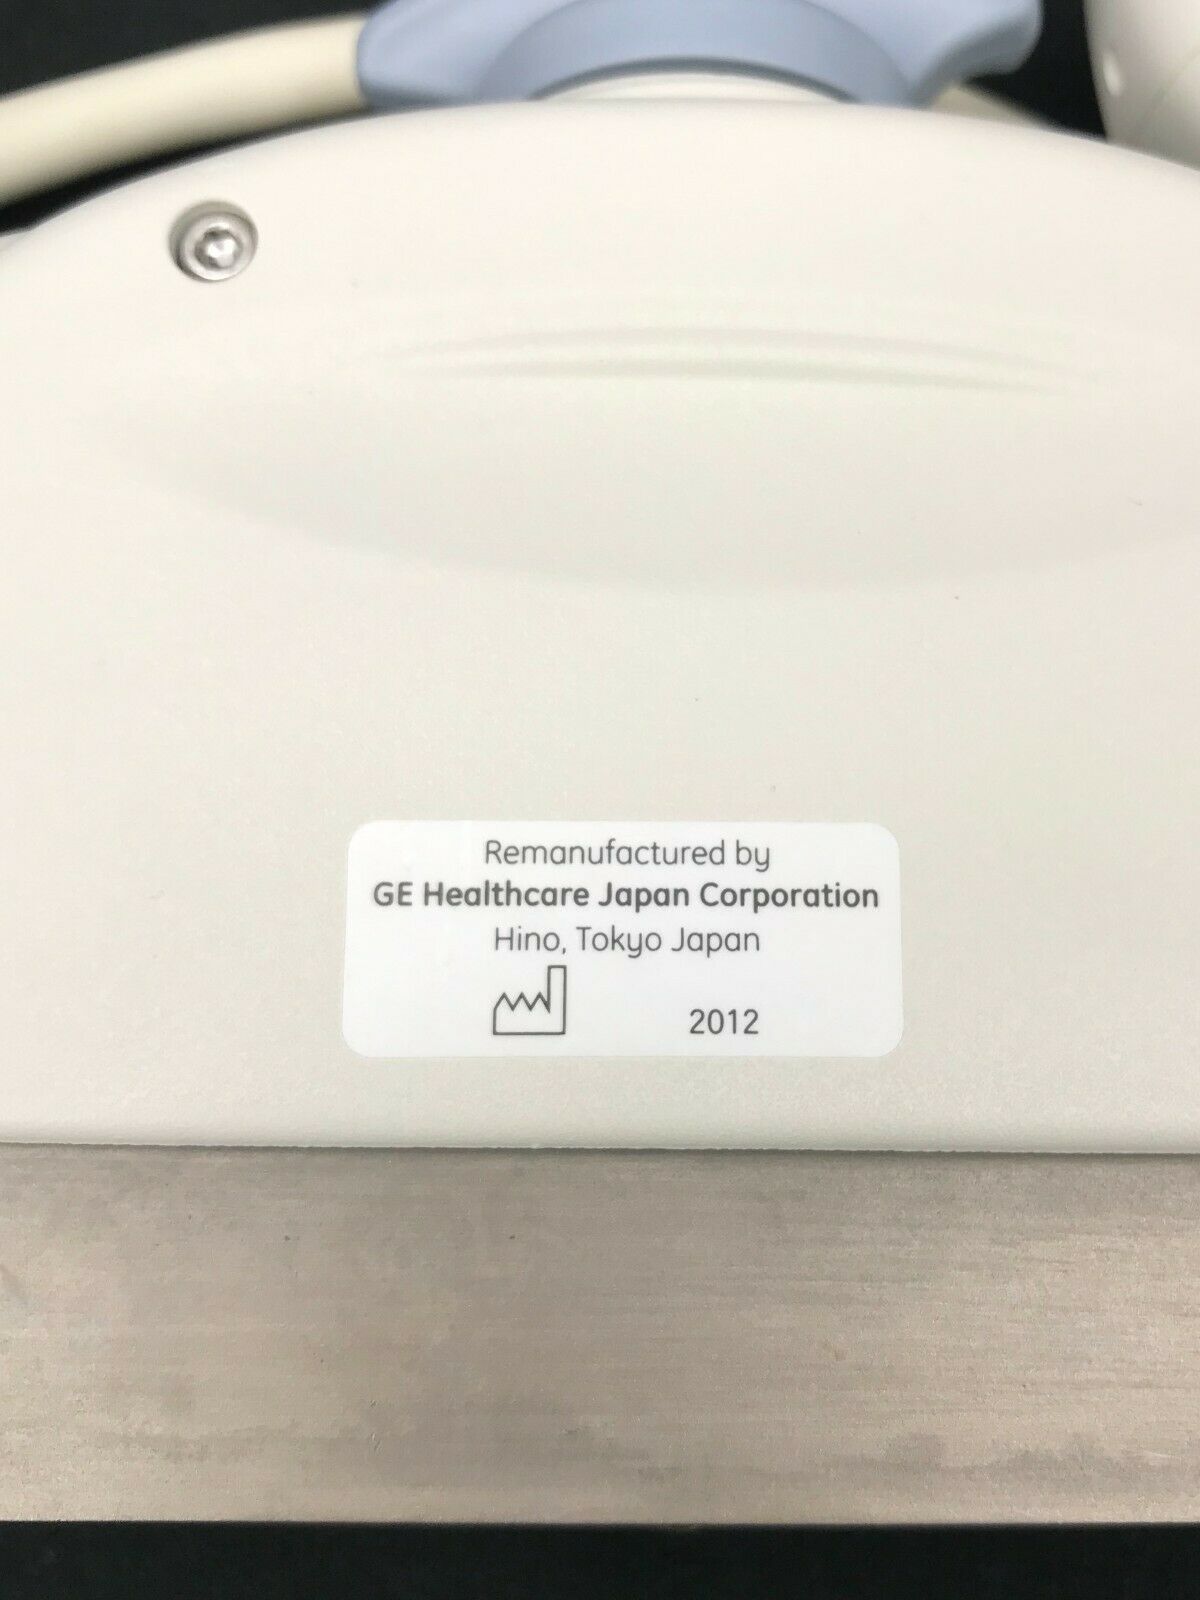 Remanufactured by
GE Healthcare Japan Corporation
Hino, Tokyo Japan
2012